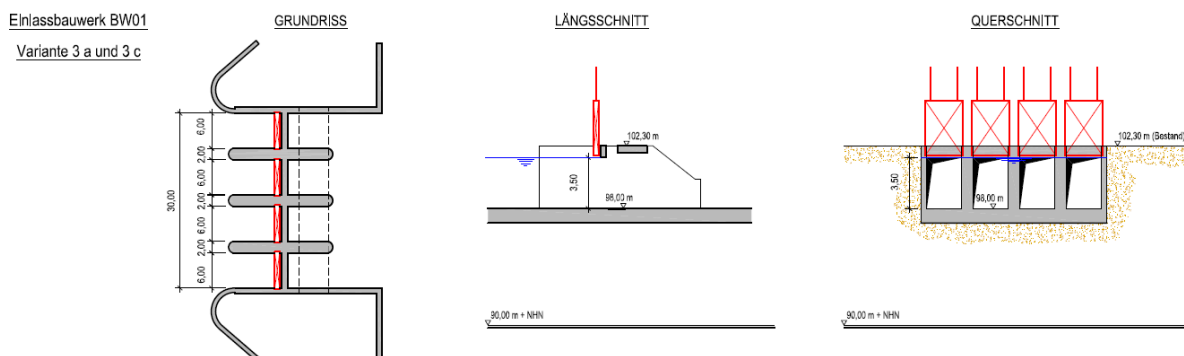 Einlassbauwerk BW01
Variante 3 a und 3 c
GRUNDRISS
30,00
6,00
2,00
6,00
2,00
6,00
2,00
6,00
LÄNGSSCHNITT
102,30 m
3,50
98,00 m
90,00 m + NHN
QUERSCHNITT
102,30 m (Bestand)
3,50
98,00 m
90,00 m + NHN